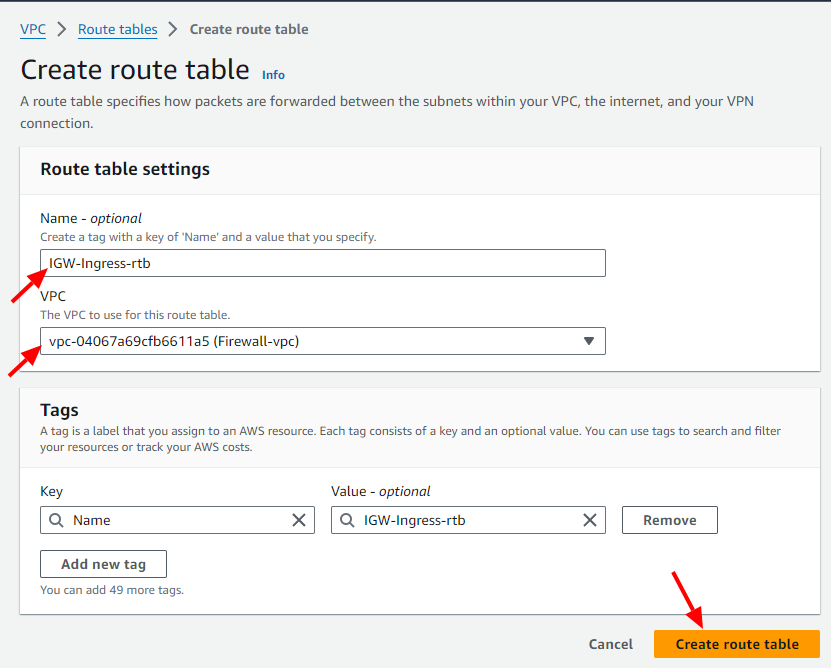 VPC > Route tables > Create route table
Create route table Info
A route table specifies how packets are forwarded between the subnets within your VPC, the internet, and your VPN
connection.
Route table settings
Name - optional
Create a tag with a key of 'Name' and a value that you specify.
IGW-Ingress-rtb
VPC
The VPC to use for this route table.
vpc-04067a69cfb6611a5 (Firewall-vpc)
Tags
A tag is a label that you assign to an AWS resource. Each tag consists of a key and an optional value. You can use tags to search and filter
your resources or track your AWS costs.
Key Value - optional
Name IGW-Ingress-rtb Remove
Add new tag
You can add 49 more tags.
Cancel Create route table